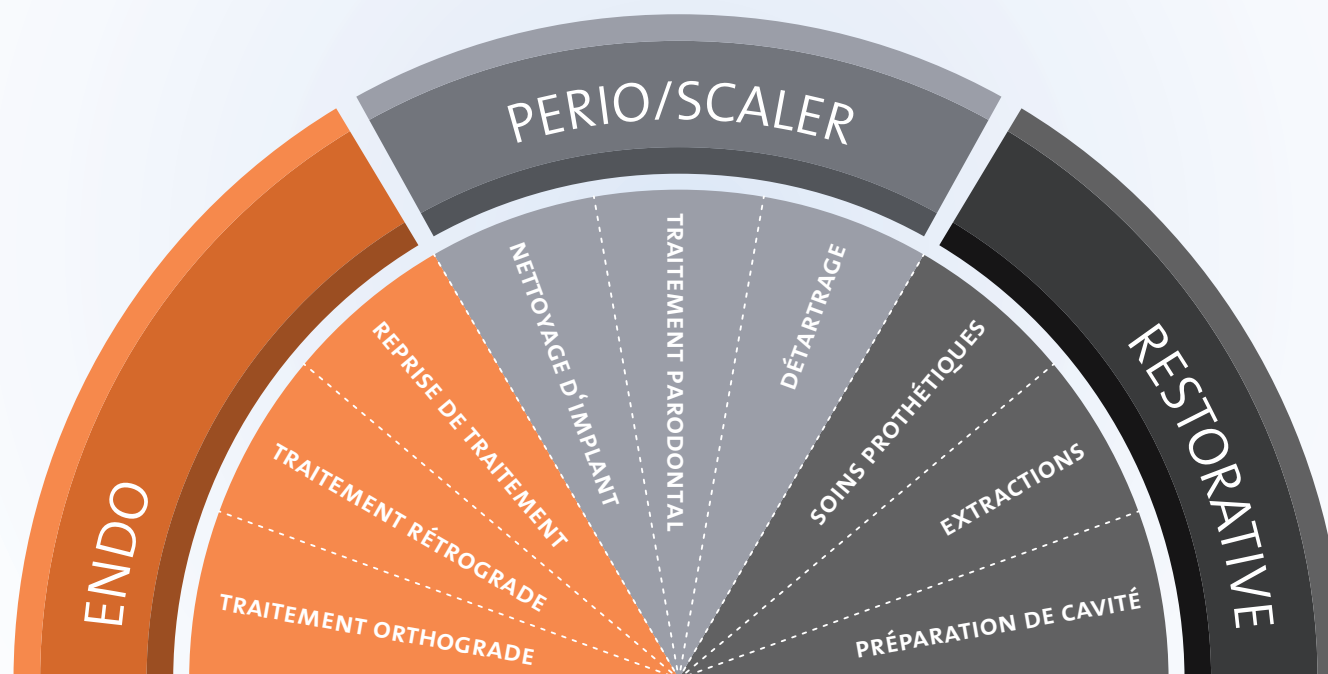 ENDO
PERIO/SCALER
RESTORATIVE
TRAITEMENT ORTHOGRADE
TRAITEMENT RÉTROGRADE
REPRISE DE TRAITEMENT
NETTOYAGE D‘IMPLANT
TRAITEMENT PARODONTAL
DÉTARTRAGE
SOINS PROTHÉTIQUES
EXTRACTIONS
PRÉPARATION DE CAVITÉ